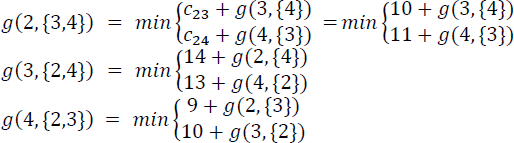 g(2,{3,4}) = min{c₂₃ + g(3,{4}) = min{10 + g(3,{4})
c₂₄ + g(4,{3}) 11 + g(4,{3})
g(3,{2,4}) = min{14 + g(2,{4})
13 + g(4,{2})
g(4,{2,3}) = min{9 + g(2,{3})
10 + g(3,{2})